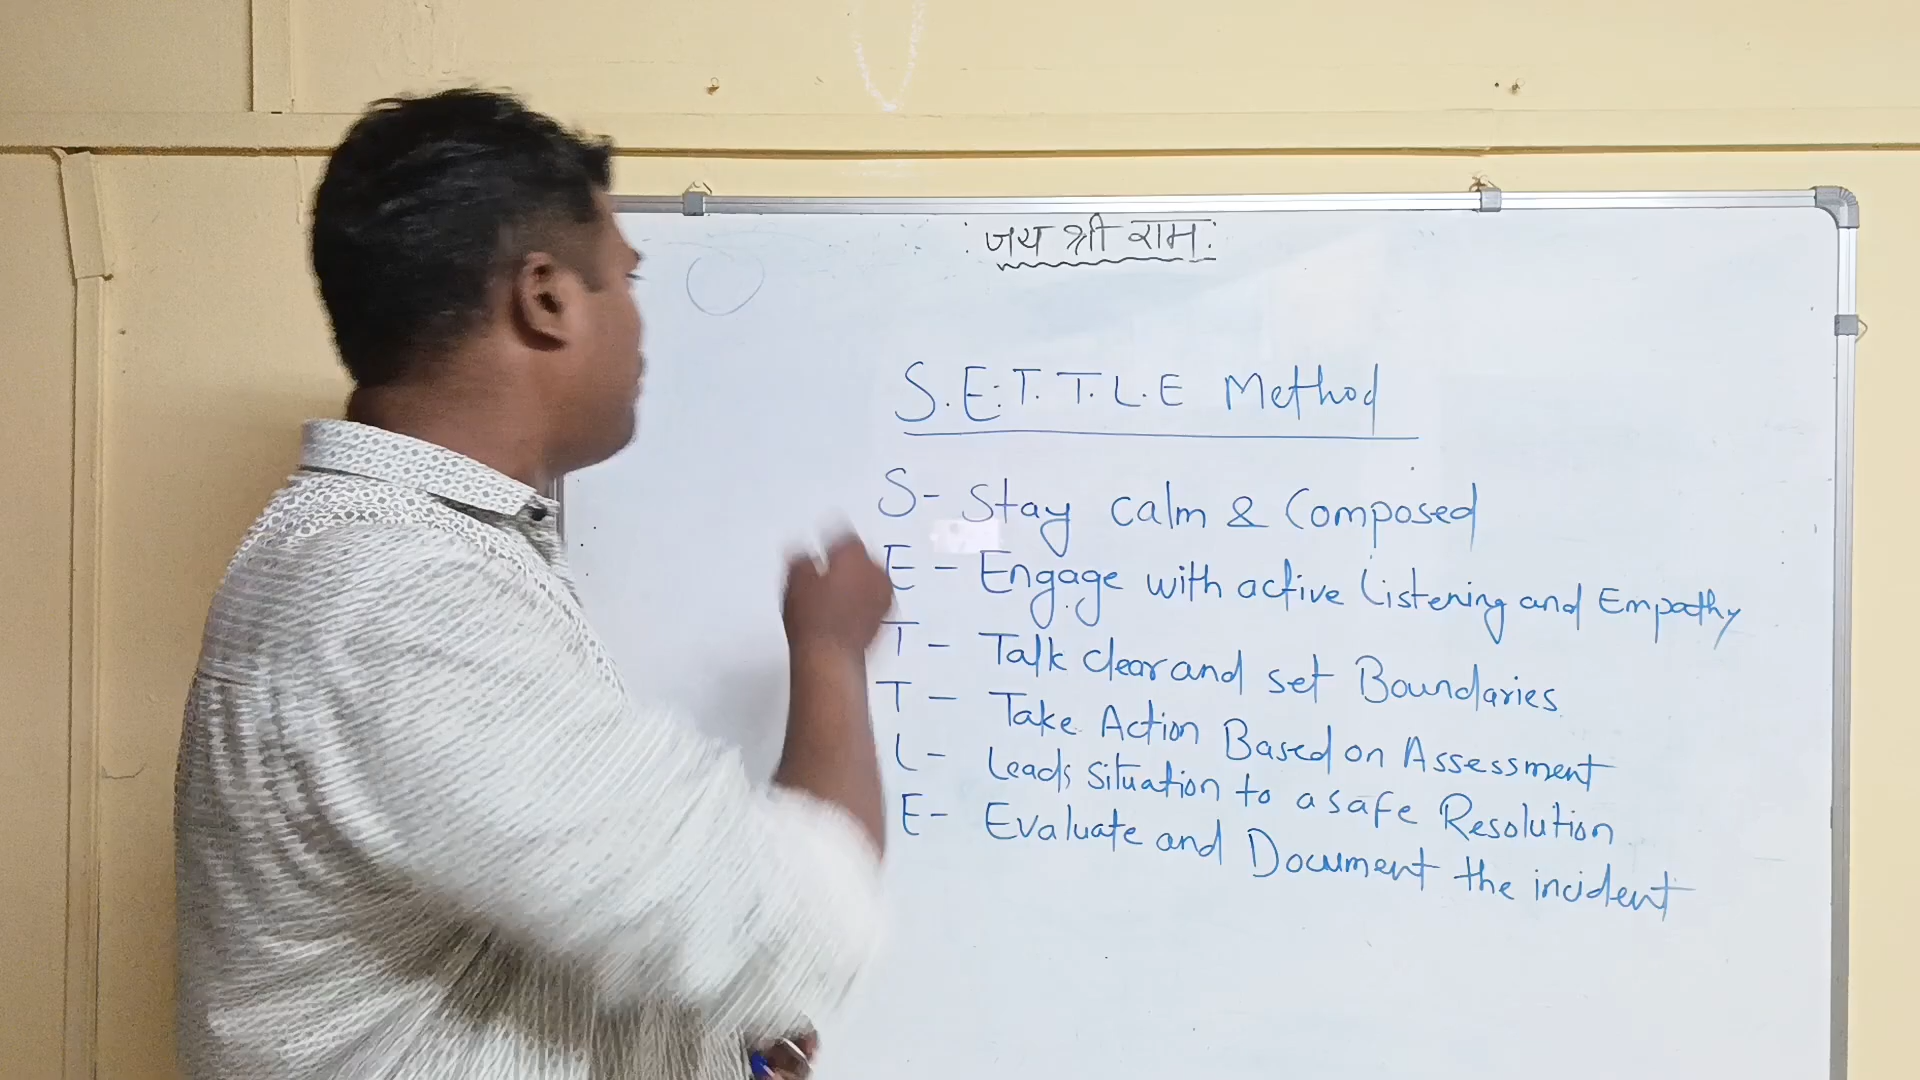 : जय श्री राम :
S.E.T.T.L.E Method
S- Stay calm & Composed
E - Engage with active Listening and Empathy
T - Talk clear and set Boundaries
T - Take Action Based on Assessment
L- Leads Situation to a safe Resolution
E- Evaluate and Document the incident